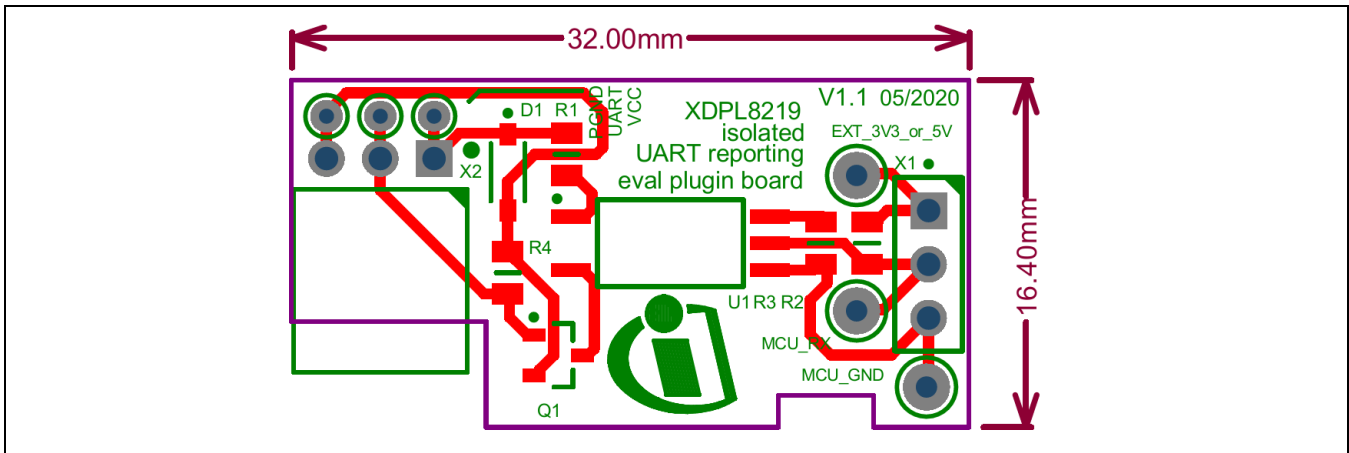 32.00mm
V1.1 05/2020
D1 R1
PGND
UART
VCC
XDPL8219
isolated
UART reporting
eval plugin board
EXT_3V3_or_5V
X1
X2
R4
U1 R3 R2
MCU_RX
MCU_GND
Q1
16.40mm